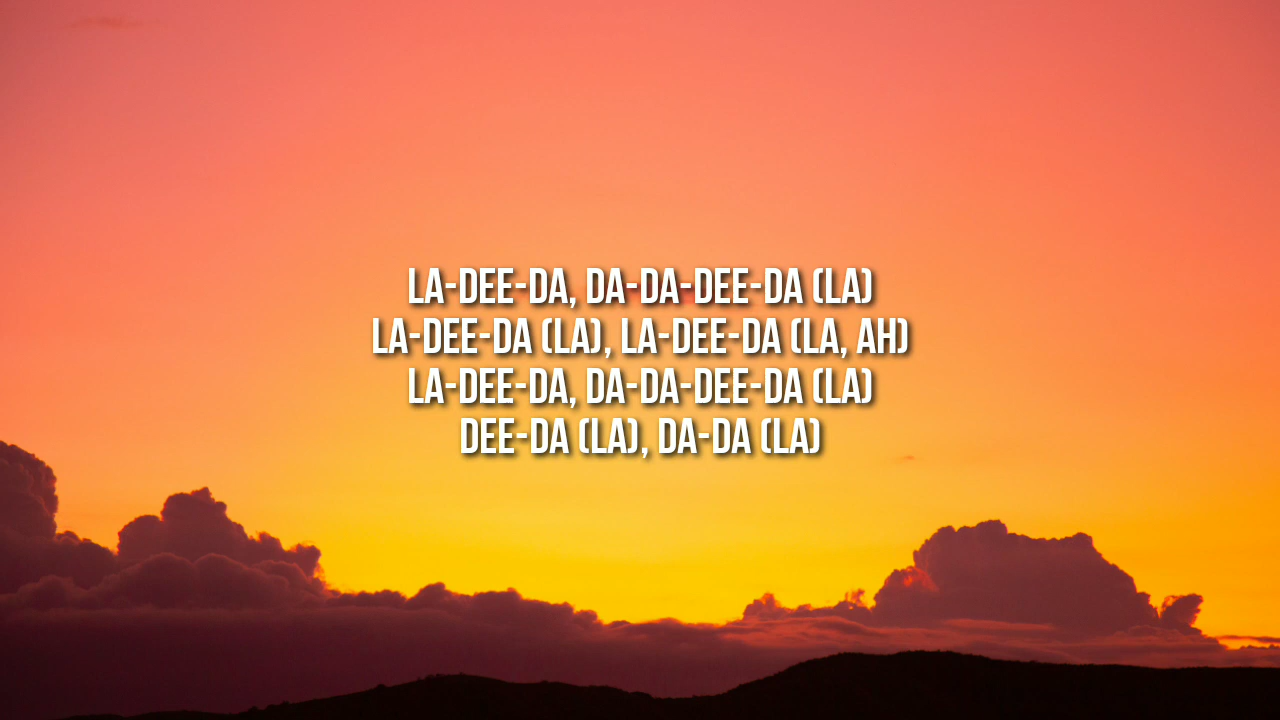 LA-DEE-DA, DA-DA-DEE-DA (LA)
LA-DEE-DA (LA), LA-DEE-DA (LA, AH)
LA-DEE-DA, DA-DA-DEE-DA (LA)
DEE-DA (LA), DA-DA (LA)